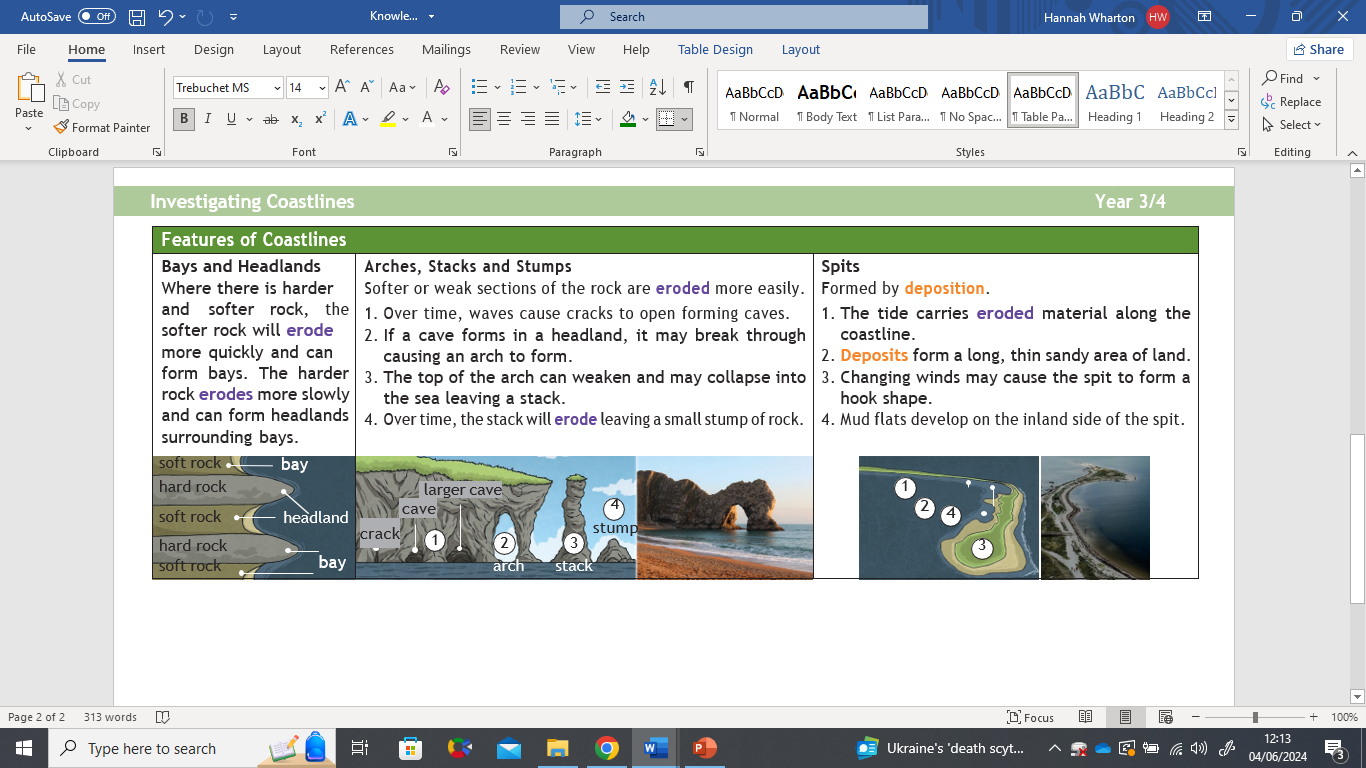 AutoSave Off Knowle... Search Hannah Wharton HW
File Home Insert Design Layout References Mailings Review View Help Table Design Layout Share
Paste
Cut
Copy
Format Painter
Clipboard
Trebuchet MS 14 Aa
B I U ab x₂ x² A A
Font
Paragraph
AaBbCcD AaBbCc AaBbCcD AaBbCcD AaBbCcD AaBbC AaBbCcI
¶ Normal ¶ Body Text ¶ List Para... ¶ No Spac... ¶ Table Pa... Heading 1 Heading 2
Styles
Find
Replace
Select
Editing
Investigating Coastlines Year 3/4
Features of Coastlines
Bays and Headlands
Where there is harder
and softer rock, the
softer rock will erode
more quickly and can
form bays. The harder
rock erodes more slowly
and can form headlands
surrounding bays.
soft rock bay
hard rock
soft rock headland
hard rock
soft rock bay
Arches, Stacks and Stumps
Softer or weak sections of the rock are eroded more easily.
1. Over time, waves cause cracks to open forming caves.
2. If a cave forms in a headland, it may break through
causing an arch to form.
3. The top of the arch can weaken and may collapse into
the sea leaving a stack.
4. Over time, the stack will erode leaving a small stump of rock.
larger cave
cave
crack
1
2
arch
3
stack
4
stump
Spits
Formed by deposition.
1. The tide carries eroded material along the
coastline.
2. Deposits form a long, thin sandy area of land.
3. Changing winds may cause the spit to form a
hook shape.
4. Mud flats develop on the inland side of the spit.
1
2
4
3
Page 2 of 2 313 words Focus 100%
Type here to search Ukraine's 'death scyt... 12:13
04/06/2024 3